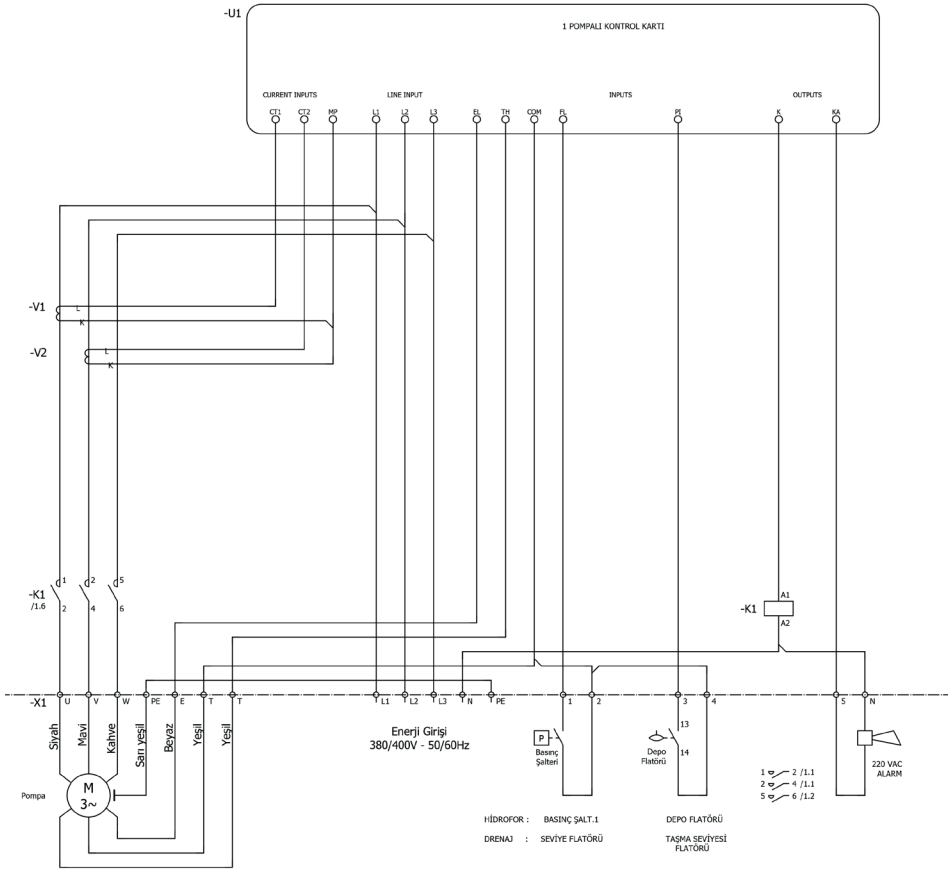 -U1
1 POMPALI KONTROL KARTI
CURRENT INPUTS
LINE INPUT
INPUTS
OUTPUTS
CT1
CT2
MP
L1
L2
L3
EL
TH
COM
FL
PI
K
KA
-V1
L
K
-V2
L
K
-K1
/1.6
1
2
2
4
5
6
-K1
A1
A2
-X1
U
V
W
PE
E
T
T
L1
L2
L3
N
PE
1
2
3
4
5
N
Siyah
Mavi
Kahve
Sarı yeşil
Beyaz
Yeşil
Yeşil
Enerji Girişi
380/400V - 50/60Hz
P
Basınç
Şalteri
13
14
Depo
Flatörü
220 VAC
ALARM
1 2 /1.1
2 4 /1.1
5 6 /1.2
Pompa
M
3~
HİDROFOR : BASINÇ ŞALT.1
DEPO FLATÖRÜ
DRENAJ : SEVİYE FLATÖRÜ
TAŞMA SEVİYESİ
FLATÖRÜ